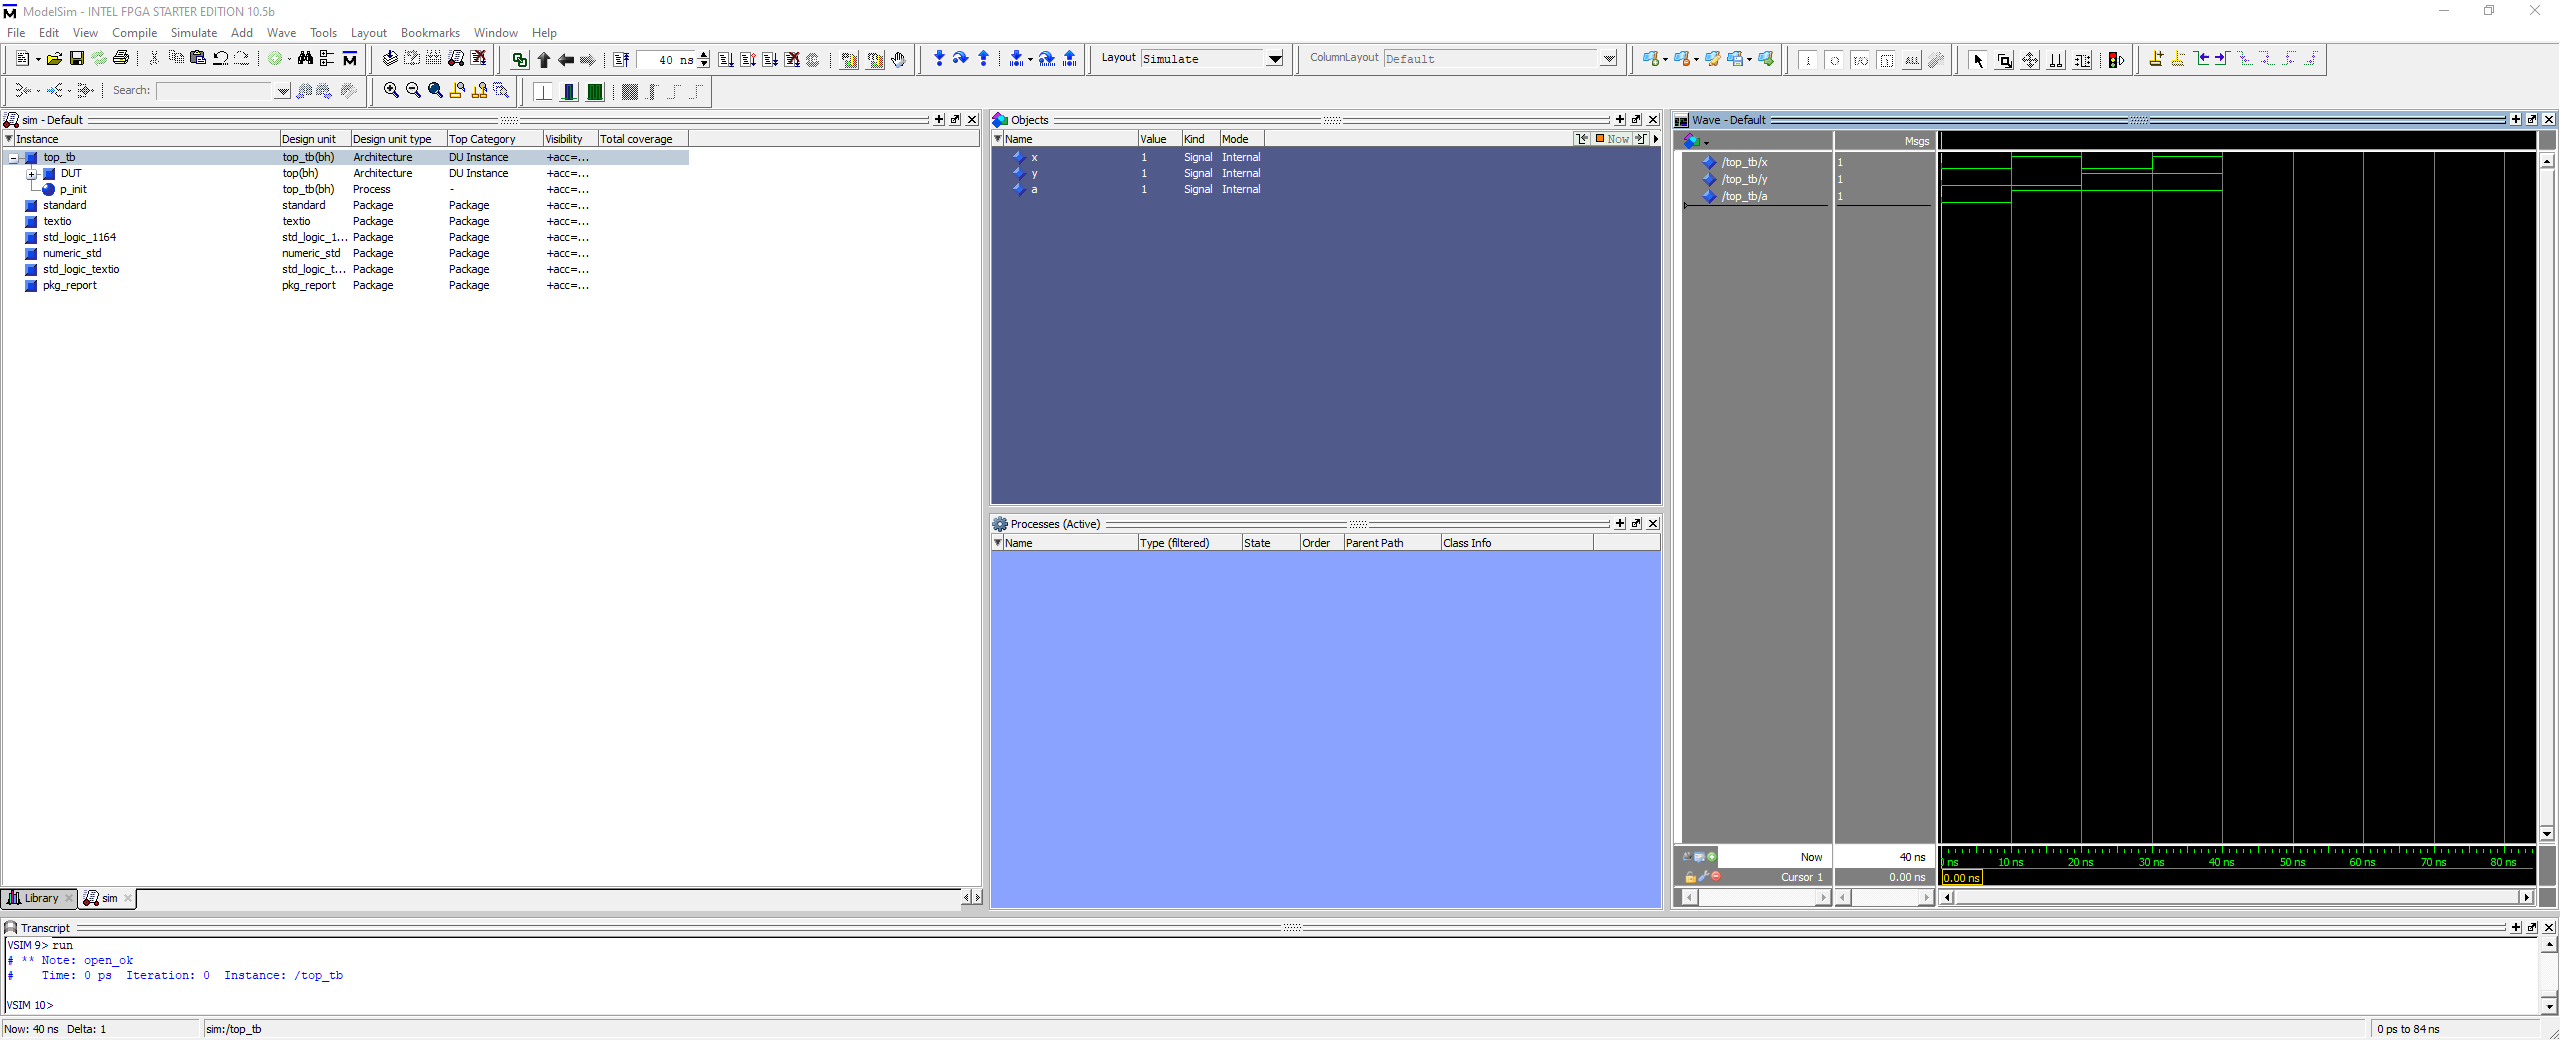 ModelSim - INTEL FPGA STARTER EDITION 10.5b
File Edit View Compile Simulate Add Wave Tools Layout Bookmarks Window Help
40 ns
Layout Simulate
ColumnLayout Default
ALL
Search:
sim - Default
Instance Design unit Design unit type Top Category Visibility Total coverage
top_tb top_tb(bh) Architecture DU Instance +acc=...
DUT top(bh) Architecture DU Instance +acc=...
p_init top_tb(bh) Process - +acc=...
standard standard Package Package +acc=...
textio textio Package Package +acc=...
std_logic_1164 std_logic_1... Package Package +acc=...
numeric_std numeric_std Package Package +acc=...
std_logic_textio std_logic_t... Package Package +acc=...
pkg_report pkg_report Package Package +acc=...
Library sim
Objects
Name Value Kind Mode Now
x 1 Signal Internal
y 1 Signal Internal
a 1 Signal Internal
Processes (Active)
Name Type (filtered) State Order Parent Path Class Info
Wave - Default
Msgs
/top_tb/x 1
/top_tb/y 1
/top_tb/a 1
Now 40 ns
ns 10 ns 20 ns 30 ns 40 ns 50 ns 60 ns 70 ns 80 ns
Cursor 1 0.00 ns 0.00 ns
Transcript
VSIM 9> run
# ** Note: open_ok
# Time: 0 ps Iteration: 0 Instance: /top_tb
VSIM 10>
Now: 40 ns Delta: 1 sim:/top_tb 0 ps to 84 ns